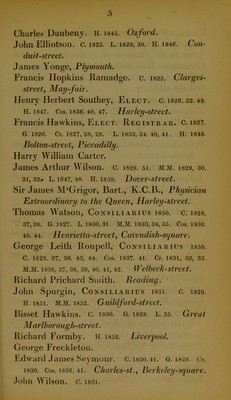 5
Charles Daubeny. H. 1845. Oxford.
John Elliotson. C. 1825. L. 1829, 30. H. 1846. Con-
duit-street.
James Yonge, Plymouth.
Francis Hopkins Ramadge. C. 1825. Clarges-
street, May-fair.
Henry Herbert Southey, ELECT. C. 1826. 32. 49.
H. 1847. Cos. 1836. 40. 47. Harley-street.
Francis Hawkins, ELECT. REGISTRAR. C. 1827.
G. 1826. Cr. 1827, 28, 29. L. 1833, 34. 40, 41. H. 1848
Bolton-street, Piccadilly.
Harry William Carter.
James Arthur Wilson. C. 1828. 51. MM. 1829, 30,
31, 32. L. 1847, 48. H. 1850. Dover-street.
Sir James McGrigor, Bart., K.C.B., Physician
Extraordinary to the Queen, Harley-street.
Thomas Watson, CONSILIARIUS 1850. C. 1828.
37, 38. G. 1827. L. 1830, 31. MM. 1833, 34, 35. Cos. 1836.
40. 44. Henrietta-street, Cavendish-square.
George Leith Roupell, CONSILIARIUS 1850.
C. 1829. 37, 38. 43, 44. Cos. 1837. 41. Cr. 1831, 32, 33.
M.M. 1836, 37, 38, 39, 40, 41, 42. Welbeck-street.
Richard Prichard Smith. Reading.
John Spurgin, CONSILIARIUS 1851. C. 1829.
H. 1851. M.M. 1852. Guildford-street.
Bisset Hawkins. C. 1830. G. 1828. L. 35. Great
Marlborough-street.
Richard Formby. H. 1852. Liverpool.
George Freckleton.
Edward James Seymour. C. 1830. 41. G. 1829. Cr.
1830. Cos. 1836, 41. Charles-st., Berkeley-square.
John Wilson. C. 1831.